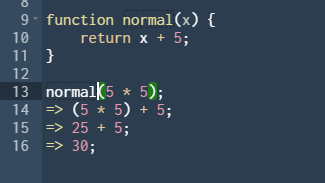 8
9 function normal(x) {
10     return x + 5;
11 }
12
13 normal(5 * 5);
14 => (5 * 5) + 5;
15 => 25 + 5;
16 => 30;